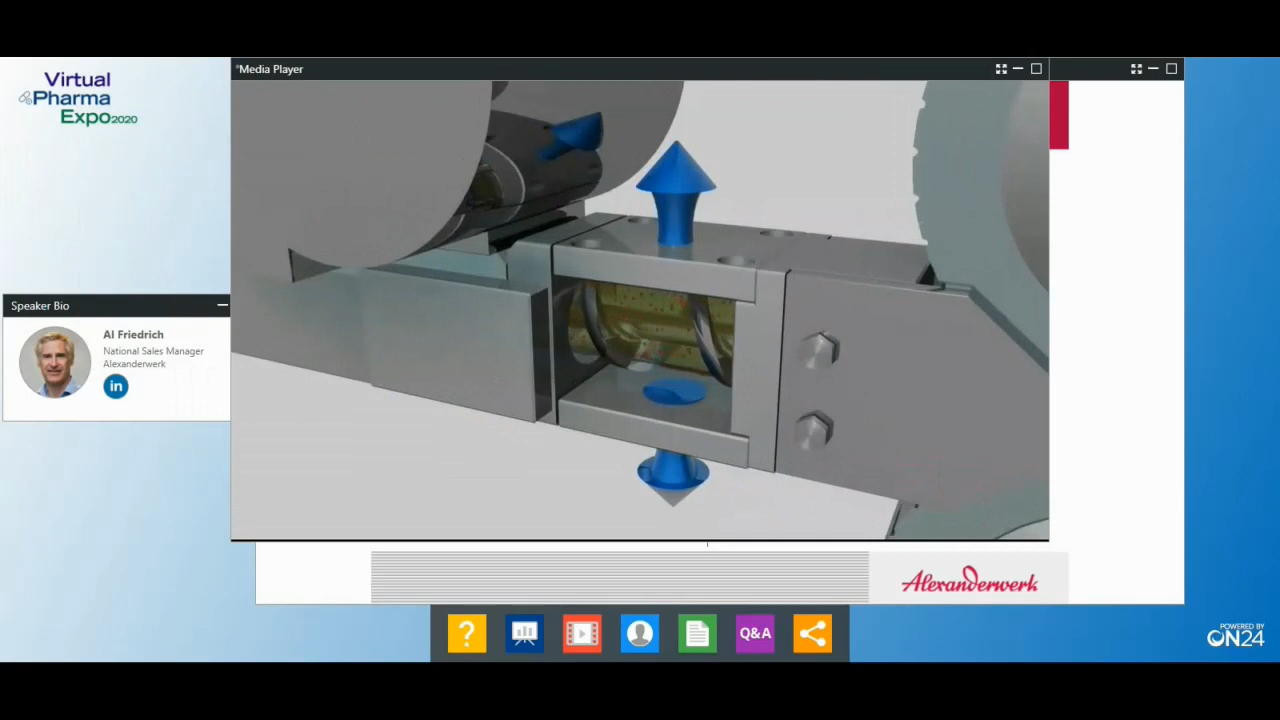 Virtual
Pharma
Expo2020
*Media Player
Speaker Bio
Al Friedrich
National Sales Manager
Alexanderwerk
in
Alexanderwerk
?
Q&A
POWERED BY
ON24